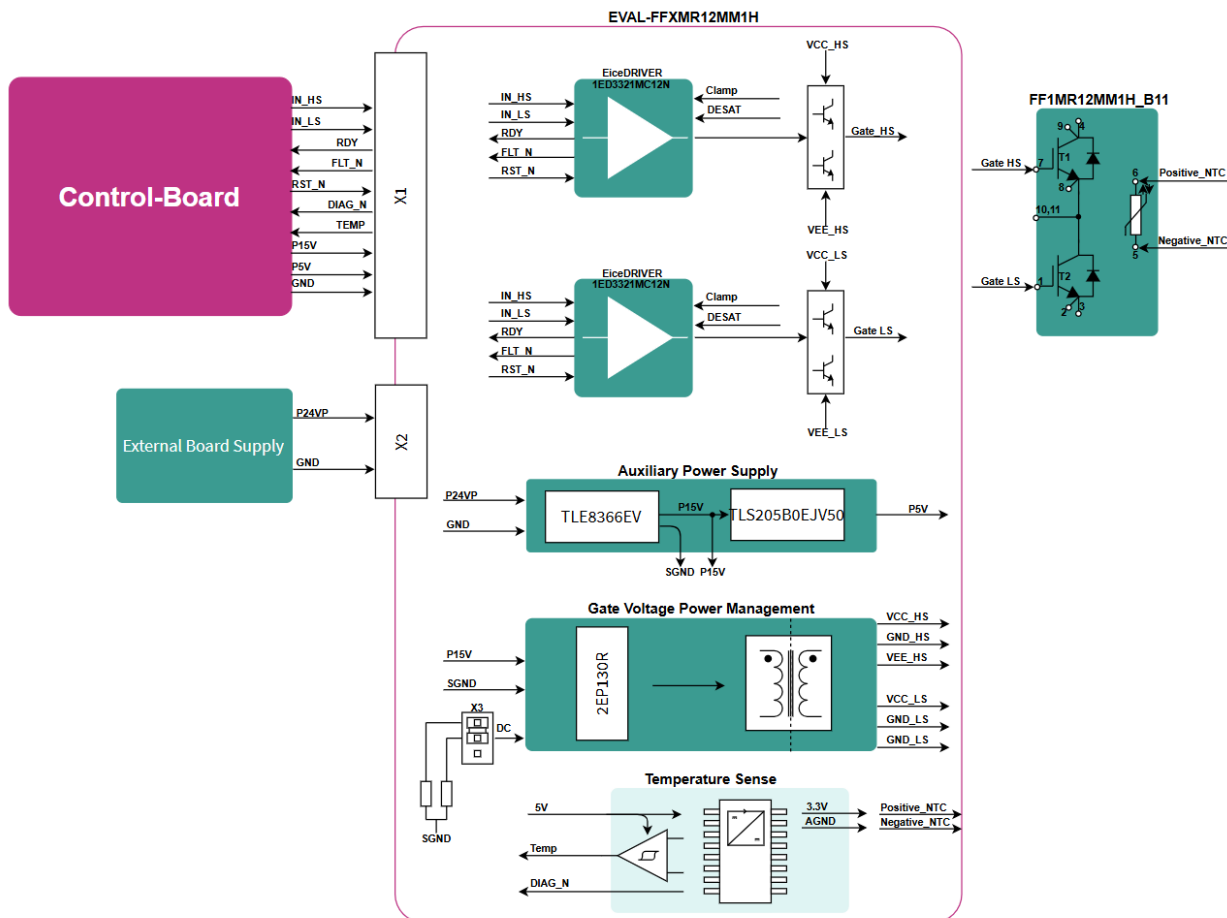 EVAL-FFXMR12MM1H
Control-Board
IN_HS
IN_LS
RDY
FLT_N
RST_N
DIAG_N
TEMP
P15V
P5V
GND
X1
EiceDRIVER
1ED3321MC12N
IN_HS
IN_LS
RDY
FLT_N
RST_N
Clamp
DESAT
VCC_HS
Gate_HS
VEE_HS
EiceDRIVER
1ED3321MC12N
IN_HS
IN_LS
RDY
FLT_N
RST_N
Clamp
DESAT
VCC_LS
Gate LS
VEE_LS
FF1MR12MM1H_B11
Gate HS
9
4
T1
7
8
10,11
Gate LS
1
T2
2
3
6
5
Positive_NTC
Negative_NTC
External Board Supply
P24VP
GND
X2
Auxiliary Power Supply
P24VP
GND
TLE8366EV
P15V
TLS205B0EJV50
P5V
SGND
P15V
Gate Voltage Power Management
P15V
SGND
X3
DC
SGND
2EP130R
VCC_HS
GND_HS
VEE_HS
VCC_LS
GND_LS
GND_LS
Temperature Sense
5V
Temp
DIAG_N
3.3V
AGND
Positive_NTC
Negative_NTC